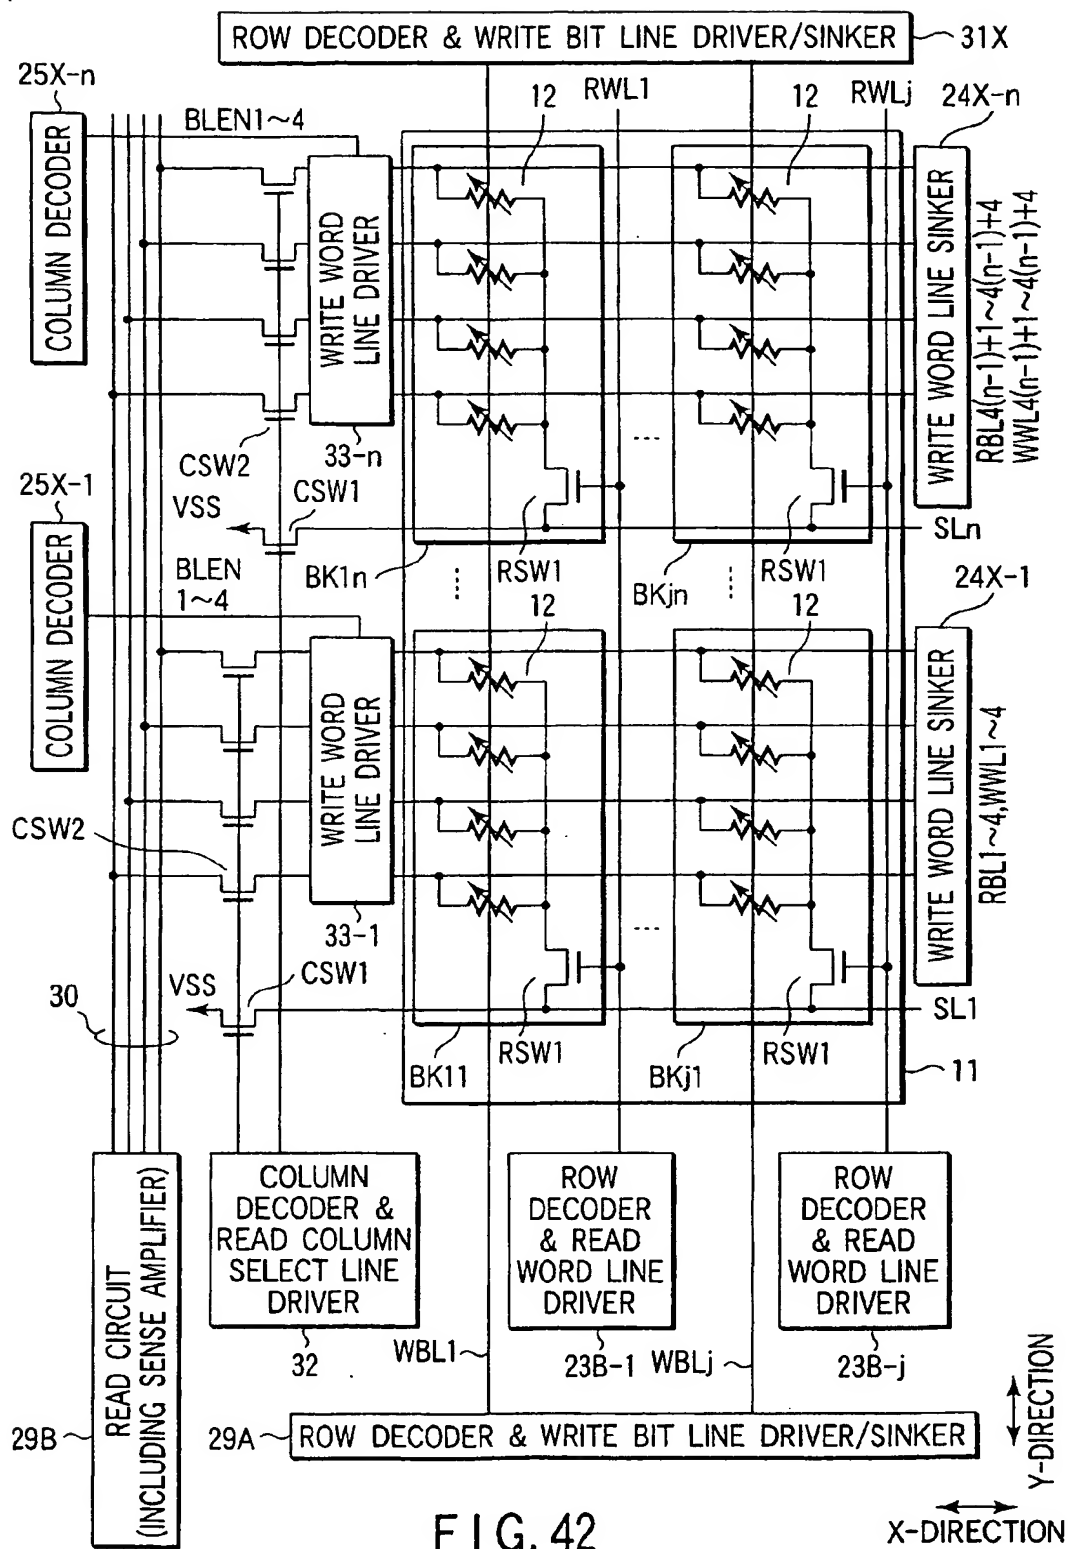 ROW DECODER & WRITE BIT LINE DRIVER/SINKER
31X
25X-n
COLUMN DECODER
BLEN1~4
RWL1
12
RWLj
12
24X-n
WRITE WORD
LINE DRIVER
WRITE WORD LINE SINKER
RBL4(n-1)+1~4(n-1)+4
WWL4(n-1)+1~4(n-1)+4
CSW2
33-n
...
25X-1
COLUMN DECODER
VSS
CSW1
SLn
BLEN
1~4
BK1n
RSW1
BKjn
RSW1
24X-1
12
12
WRITE WORD
LINE DRIVER
WRITE WORD LINE SINKER
RBL1~4,WWL1~4
CSW2
33-1
...
30
VSS
CSW1
SL1
BK11
RSW1
BKj1
RSW1
11
READ CIRCUIT
(INCLUDING SENSE AMPLIFIER)
COLUMN
DECODER &
READ COLUMN
SELECT LINE
DRIVER
ROW
DECODER
& READ
WORD LINE
DRIVER
ROW
DECODER
& READ
WORD LINE
DRIVER
32
WBL1
23B-1
WBLj
23B-j
29B
29A
ROW DECODER & WRITE BIT LINE DRIVER/SINKER
Y-DIRECTION
X-DIRECTION
FIG. 42